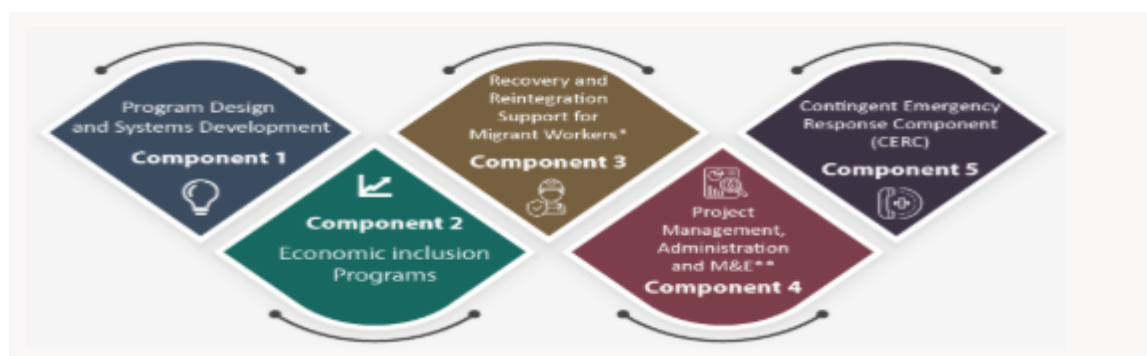 Program Design
and Systems Development
Component 1
Component 2
Economic inclusion
Programs
Recovery and
Reintegration
Support for
Migrant Workers*
Component 3
Project
Management,
Administration
and M&E**
Component 4
Contingent Emergency
Response Component
(CERC)
Component 5